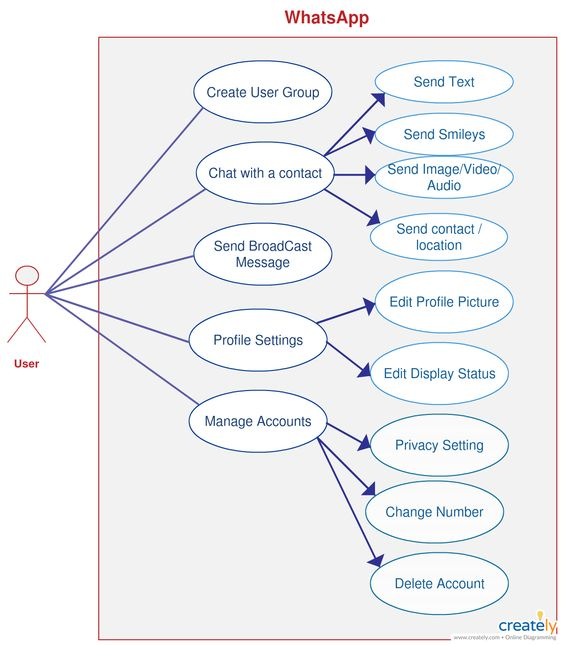 WhatsApp
Create User Group
Send Text
Send Smileys
Chat with a contact
Send Image/Video/
Audio
Send contact /
location
Send BroadCast
Message
User
Edit Profile Picture
Profile Settings
Edit Display Status
Manage Accounts
Privacy Setting
Change Number
Delete Account
creately
www.creately.com • Online Diagramming